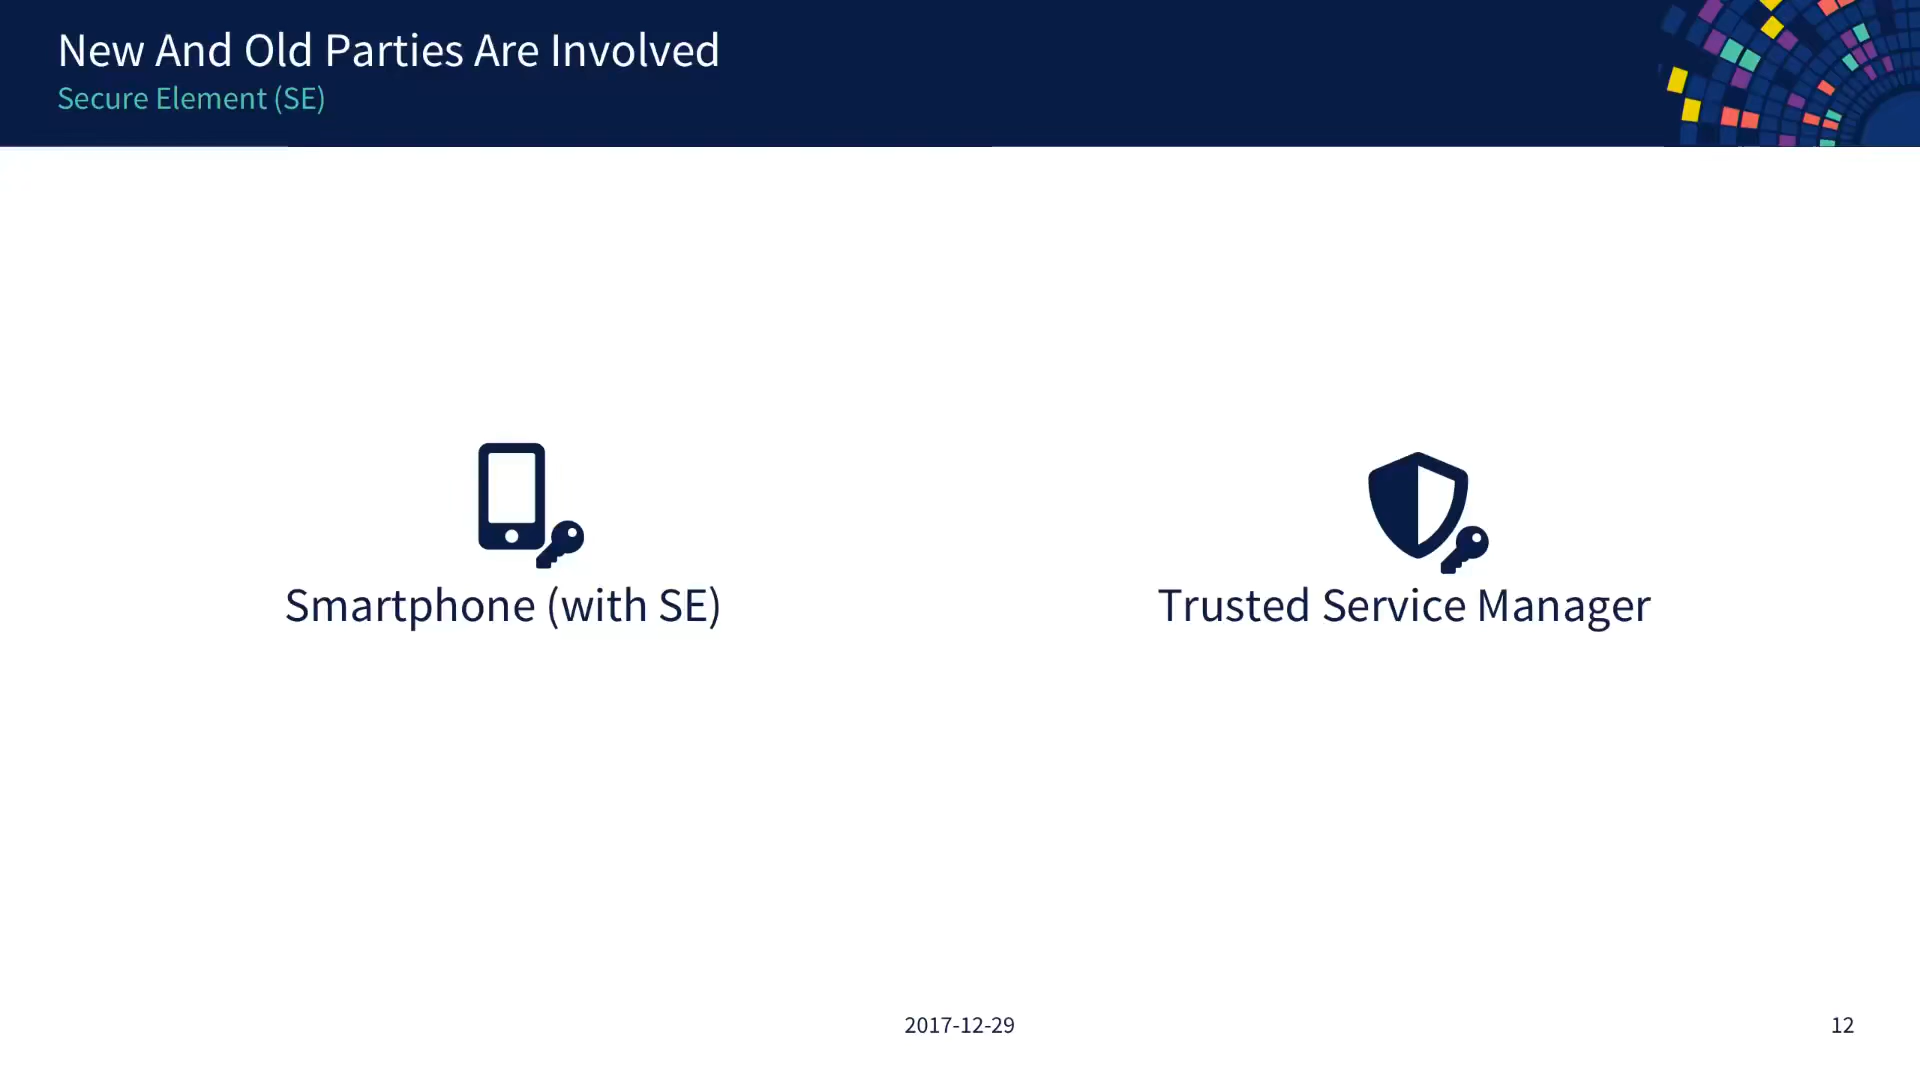 New And Old Parties Are Involved
Secure Element (SE)
Smartphone (with SE)
Trusted Service Manager
2017-12-29
12